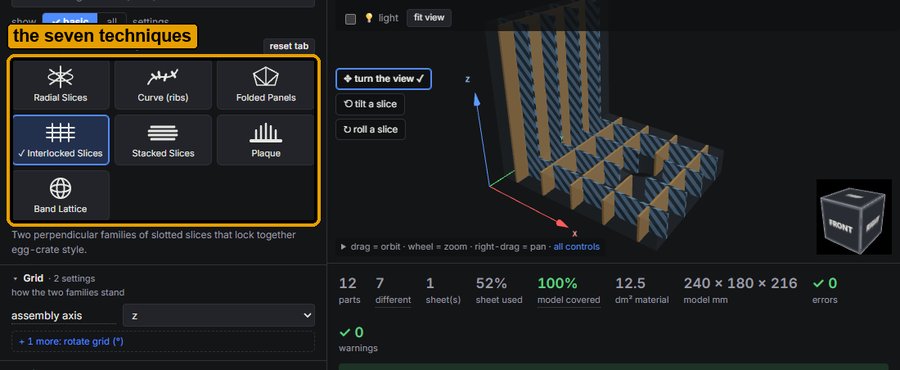 show ✓ basic all settings
the seven techniques
reset tab
Radial Slices
Curve (ribs)
Folded Panels
✓ Interlocked Slices
Stacked Slices
Plaque
Band Lattice
Two perpendicular families of slotted slices that lock together
egg-crate style.
Grid · 2 settings
how the two families stand
assembly axis
z
+ 1 more: rotate grid (°)
light
fit view
turn the view ✓
tilt a slice
roll a slice
z
x
FRONT
drag = orbit · wheel = zoom · right-drag = pan · all controls
12
parts
7
different
1
sheet(s)
52%
sheet used
100%
model covered
12.5
dm² material
240 × 180 × 216
model mm
✓ 0
errors
✓ 0
warnings